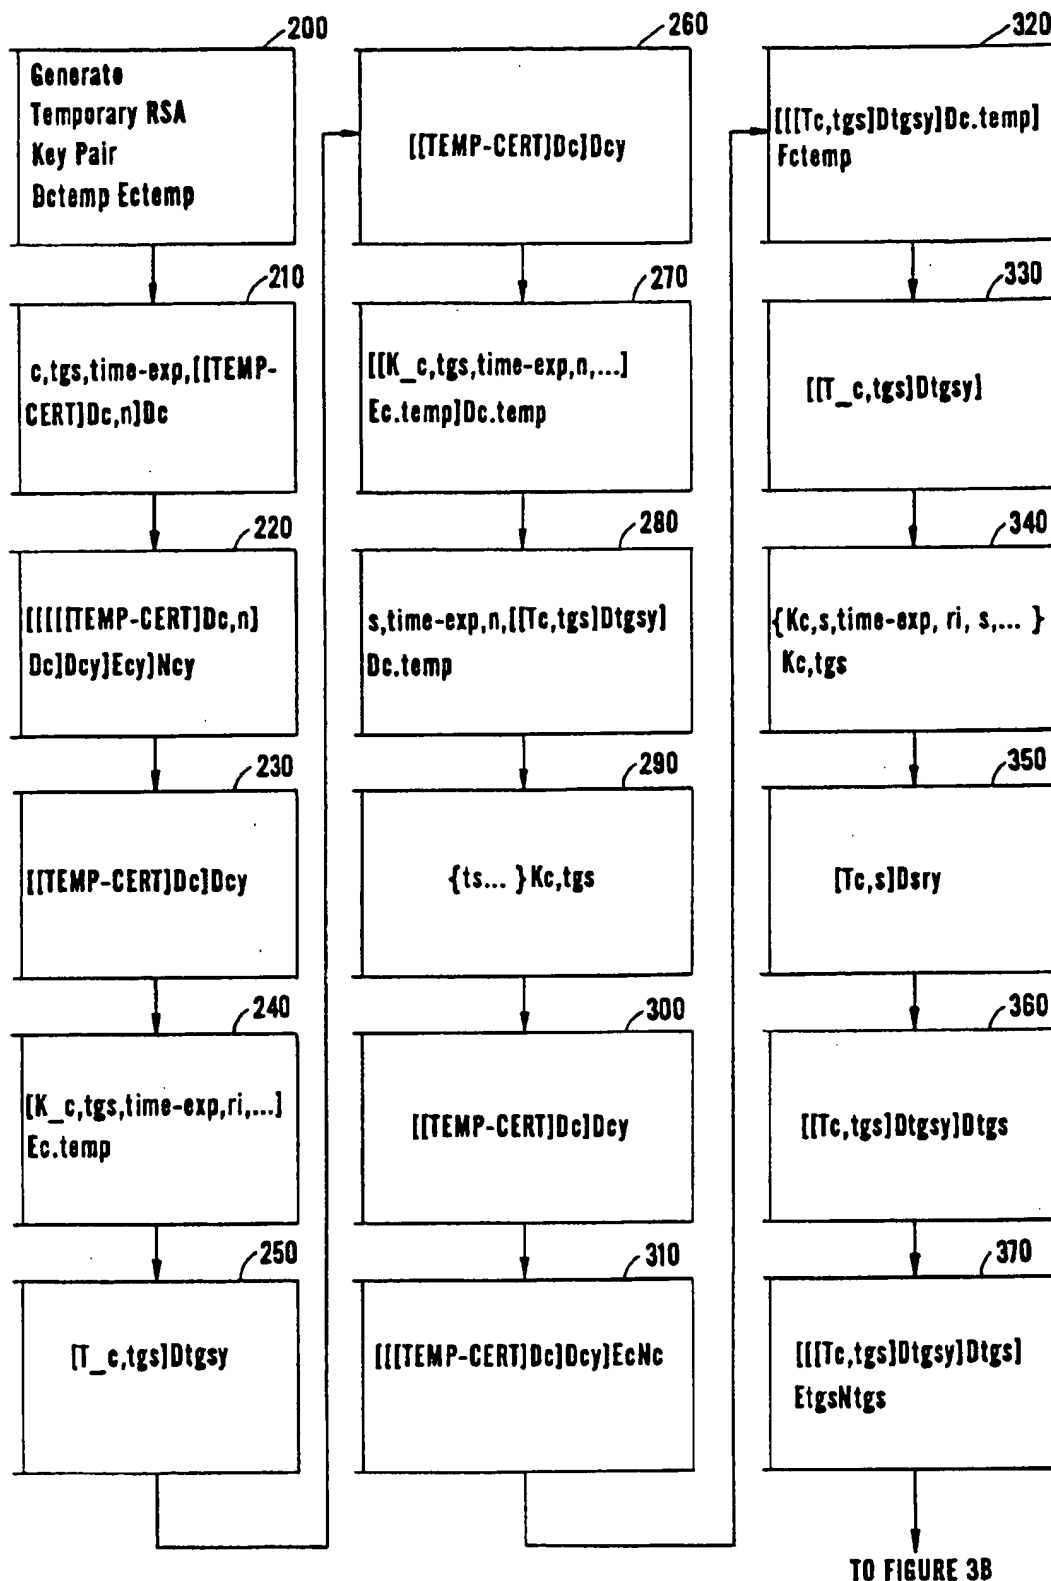 200
Generate
Temporary RSA
Key Pair
Dctemp Ectemp
210
c,tgs,time-exp,[[TEMP-
CERT]Dc,n]Dc
220
[[[[[TEMP-CERT]Dc,n]
Dc]Dcy]Ecy)Ncy
230
[[TEMP-CERT]Dc]Dcy
240
[K_c,tgs,time-exp,ri,...]
Ec.temp
250
[T_c,tgs]Dtgsy
260
[[TEMP-CERT]Dc]Dcy
270
[[K_c,tgs,time-exp,n,...]
Ec.temp]Dc.temp
280
s,time-exp,n,[[Tc,tgs]Dtgsy]
Dc.temp
290
{ts... }Kc,tgs
300
[[TEMP-CERT]Dc]Dcy
310
[[[TEMP-CERT]Dc]Dcy]EcNc
320
[[[Tc,tgs]Dtgsy]Dc.temp]
Fctemp
330
[[T_c,tgs]Dtgsy]
340
{Kc,s,time-exp, ri, s,... }
Kc,tgs
350
[Tc,s]Dsry
360
[[Tc,tgs]Dtgsy)Dtgs
370
[[[Tc,tgs]Dtgsy)Dtgs]
EtgsNtgs
TO FIGURE 3B